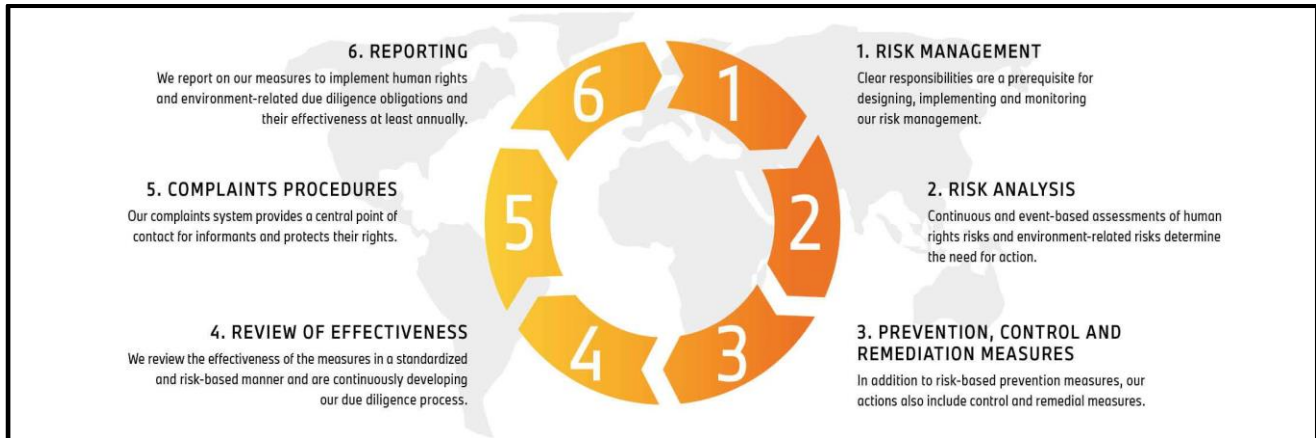 1. RISK MANAGEMENT
Clear responsibilities are a prerequisite for
designing, implementing and monitoring
our risk management.
2. RISK ANALYSIS
Continuous and event-based assessments of human
rights risks and environment-related risks determine
the need for action.
3. PREVENTION, CONTROL AND
REMEDIATION MEASURES
In addition to risk-based prevention measures, our
actions also include control and remedial measures.
4. REVIEW OF EFFECTIVENESS
We review the effectiveness of the measures in a standardized
and risk-based manner and are continuously developing
our due diligence process.
5. COMPLAINTS PROCEDURES
Our complaints system provides a central point of
contact for informants and protects their rights.
6. REPORTING
We report on our measures to implement human rights
and environment-related due diligence obligations and
their effectiveness at least annually.
1
2
3
4
5
6